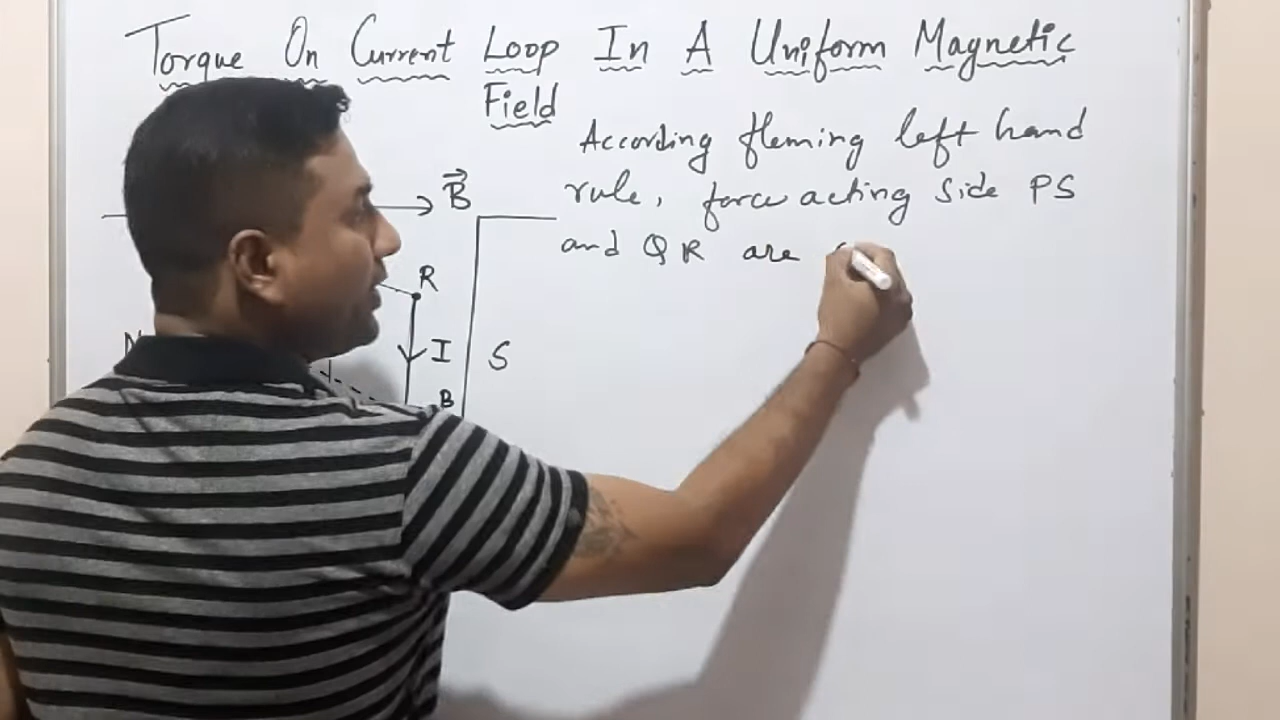 Torque On Current Loop In A Uniform Magnetic
Field
According fleming left hand
rule, force acting side PS
and QR are
B
R
I
S
B